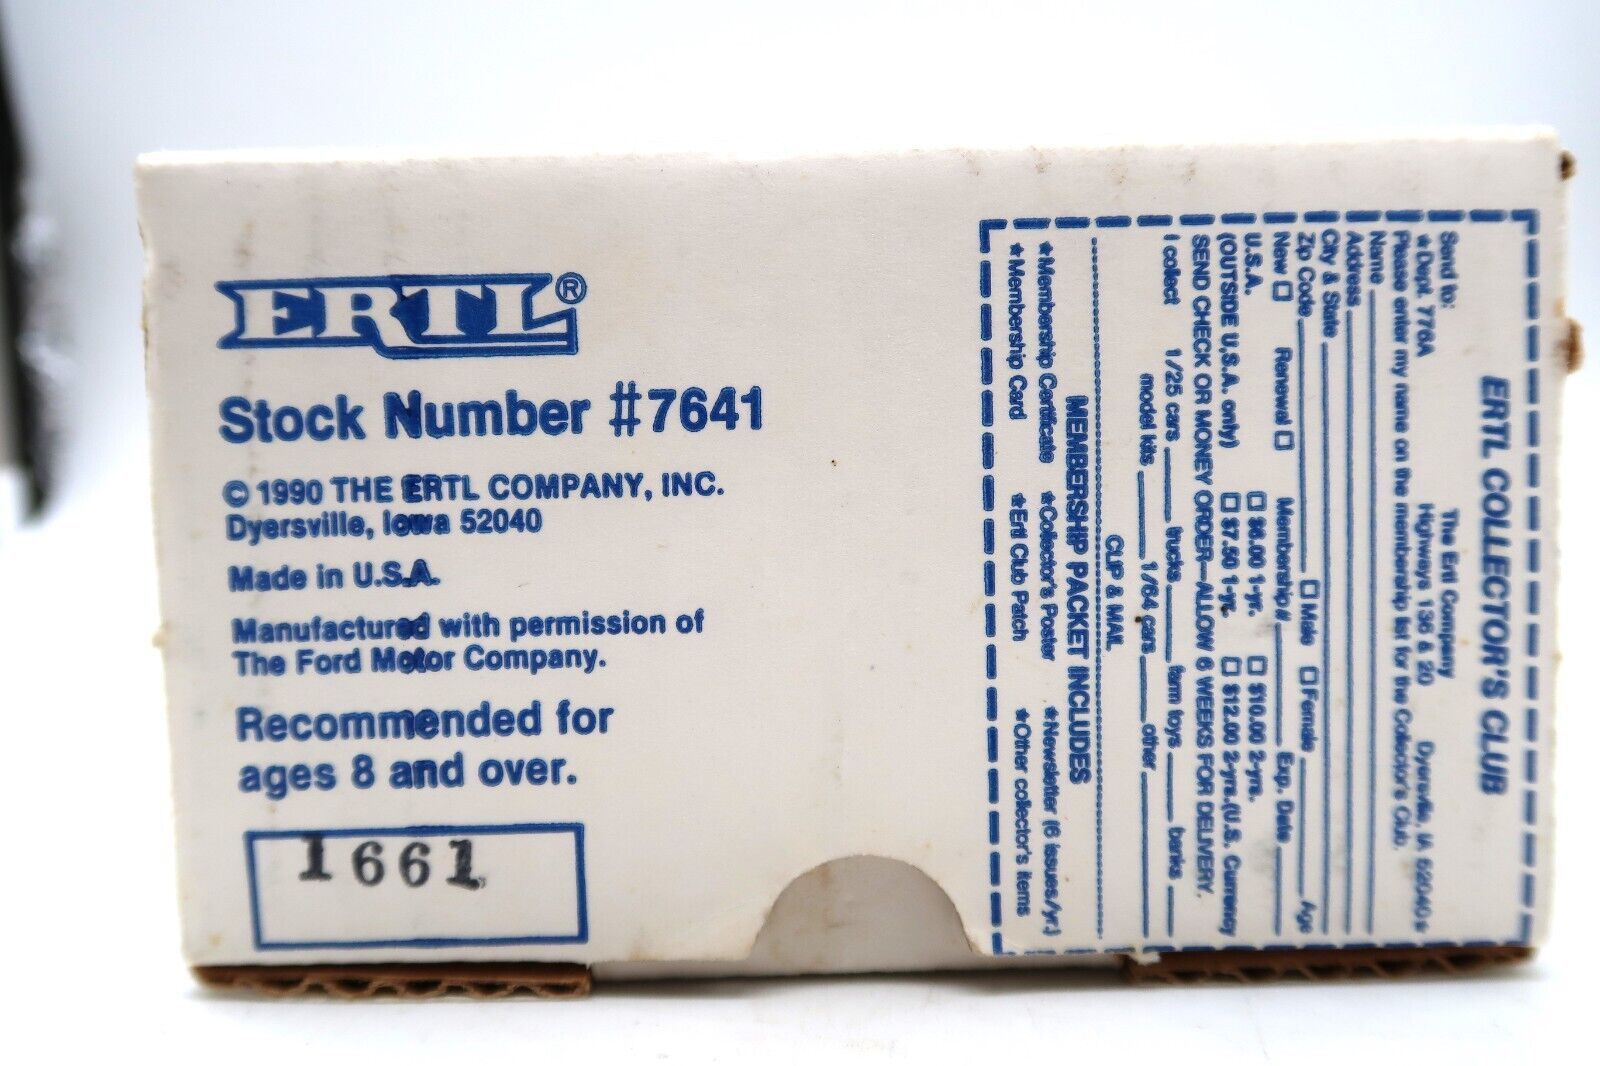 ERTL®
Stock Number #7641
© 1990 THE ERTL COMPANY, INC.
Dyersville, Iowa 52040
Made in U.S.A.
Manufactured with permission of
The Ford Motor Company.
Recommended for
ages 8 and over.
1661
ERTL COLLECTOR'S CLUB
Send to: The Ertl Company
★Dept. 776A Highways 136 & 20 Dyersville, IA 52040
Please enter my name on the membership list for the Collector's Club.
Name
Address
City & State
Zip Code □ Male □ Female Age
New □ Renewal □ Membership# Exp. Date
U.S.A. □ $6.00 1-yr. □ $10.00 2-yrs.
(OUTSIDE U.S.A. only) □ $7.50 1-yr. □ $12.00 2-yrs.(U.S. Currency
SEND CHECK OR MONEY ORDER—ALLOW 6 WEEKS FOR DELIVERY.
I collect 1/25 cars trucks farm toys banks
model kits 1/64 cars other
CLIP & MAIL
MEMBERSHIP PACKET INCLUDES
★Membership Certificate ★Collector's Poster ★Newsletter (6 issues/yr.)
★Membership Card ★Ertl Club Patch ★Other collector's items